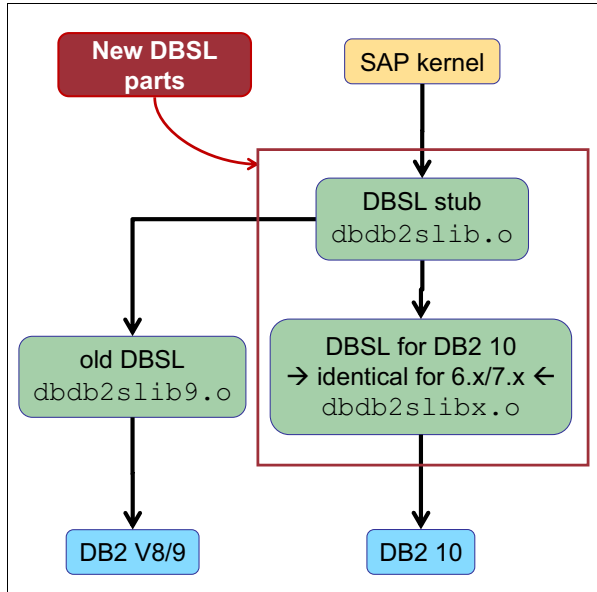 New DBSL
parts
SAP kernel
DBSL stub
dbdb2slib.o
old DBSL
dbdb2slib9.o
DBSL for DB2 10
→ identical for 6.x/7.x ←
dbdb2slibx.o
DB2 V8/9
DB2 10